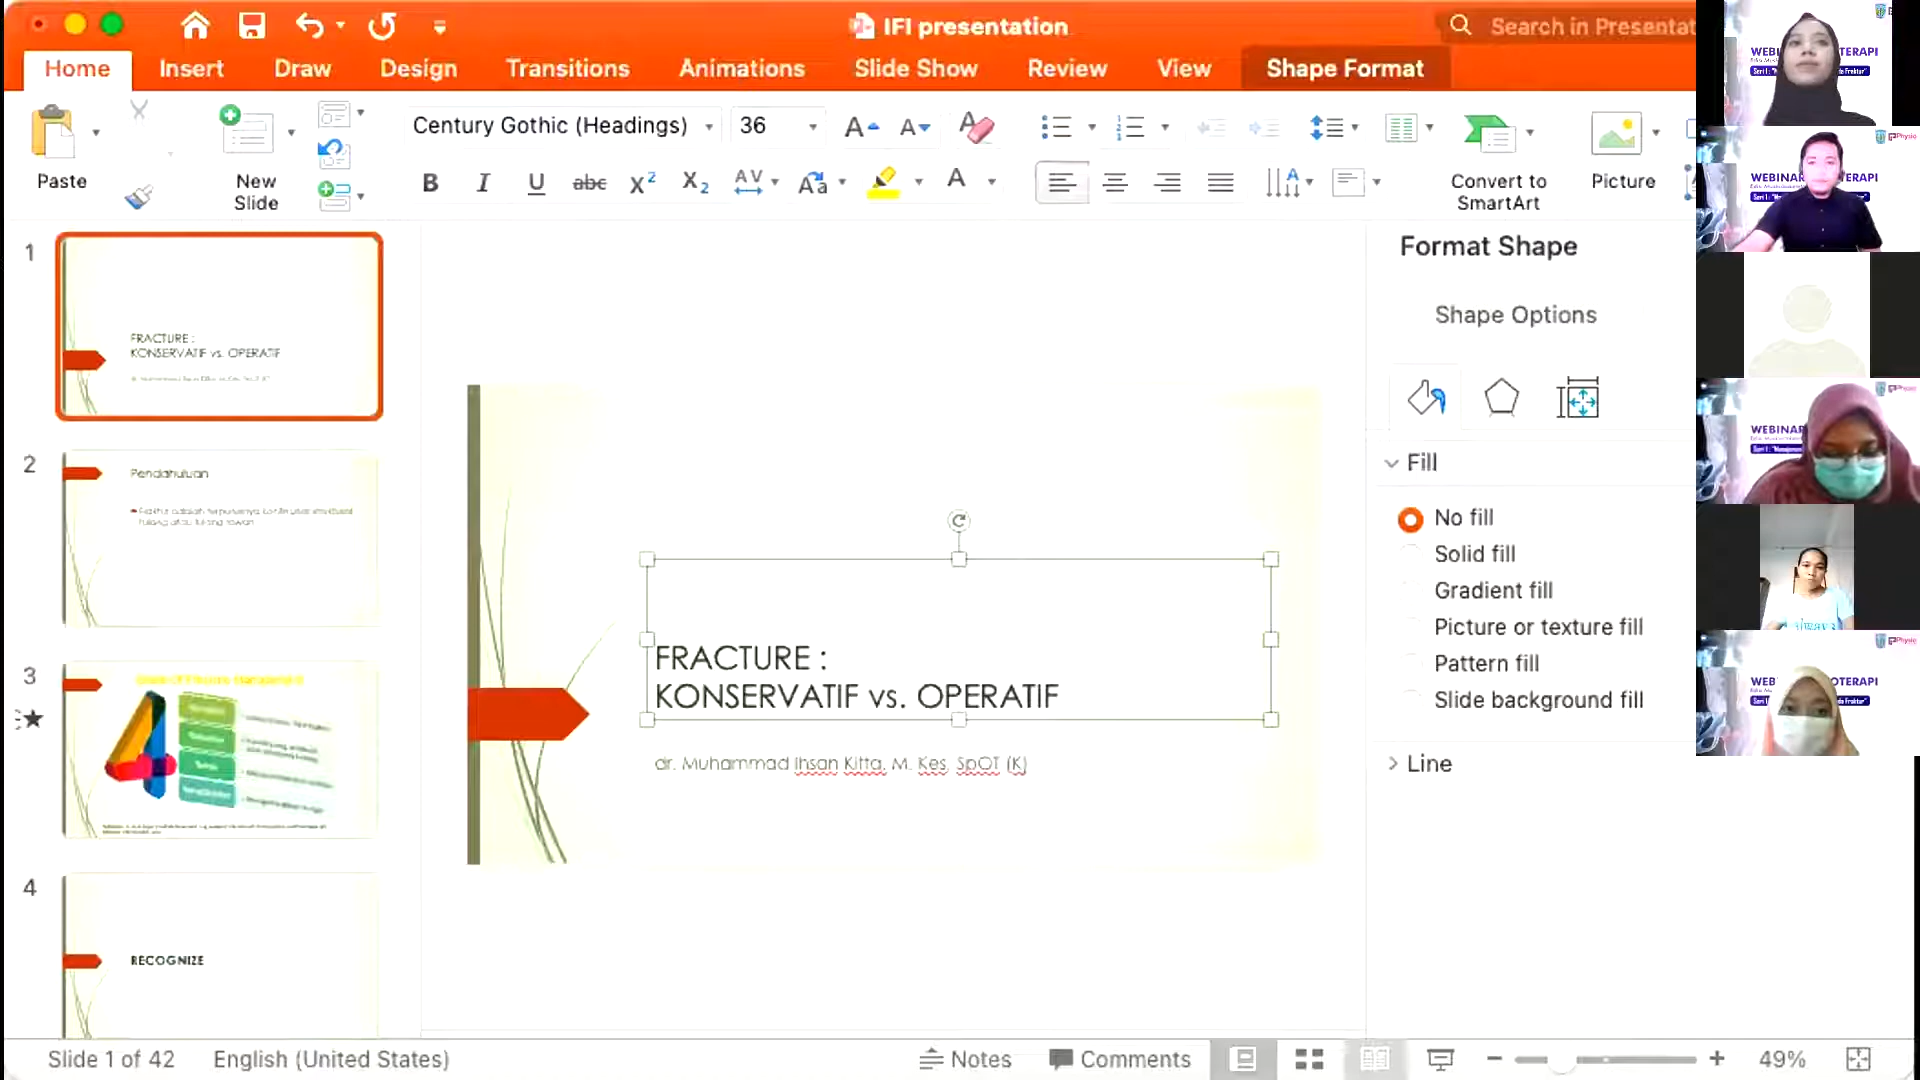 IFI presentation
Search in Presentat
Home
Insert
Draw
Design
Transitions
Animations
Slide Show
Review
View
Shape Format
Paste
New
Slide
Century Gothic (Headings)
36
Convert to
SmartArt
Picture
1
FRACTURE :
KONSERVATIF vs. OPERATIF
2
Pendahuluan
3
4
RECOGNIZE
FRACTURE :
KONSERVATIF vs. OPERATIF
dr. Muhammad Ihsan Kitta, M. Kes, SpOT (K)
Format Shape
Shape Options
Fill
No fill
Solid fill
Gradient fill
Picture or texture fill
Pattern fill
Slide background fill
Line
Slide 1 of 42
English (United States)
Notes
Comments
49%